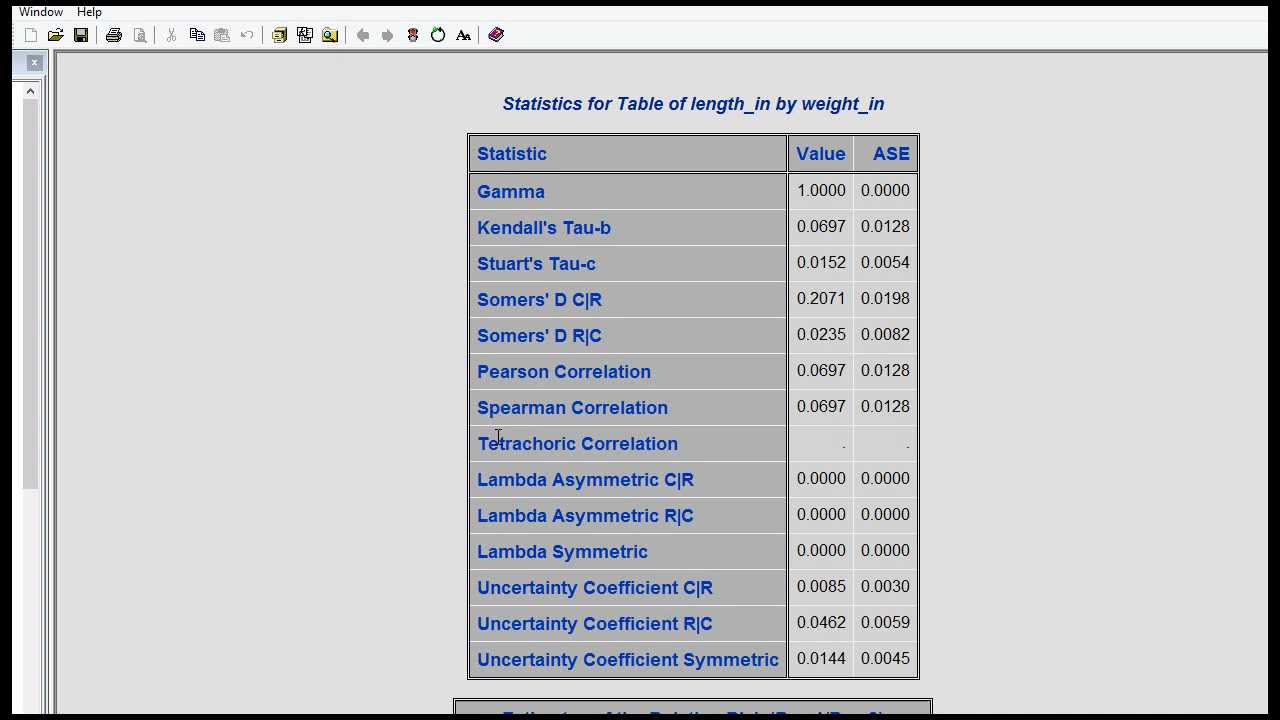 Window Help
Statistics for Table of length_in by weight_in
Statistic Value ASE
Gamma 1.0000 0.0000
Kendall's Tau-b 0.0697 0.0128
Stuart's Tau-c 0.0152 0.0054
Somers' D C|R 0.2071 0.0198
Somers' D R|C 0.0235 0.0082
Pearson Correlation 0.0697 0.0128
Spearman Correlation 0.0697 0.0128
Tetrachoric Correlation . .
Lambda Asymmetric C|R 0.0000 0.0000
Lambda Asymmetric R|C 0.0000 0.0000
Lambda Symmetric 0.0000 0.0000
Uncertainty Coefficient C|R 0.0085 0.0030
Uncertainty Coefficient R|C 0.0462 0.0059
Uncertainty Coefficient Symmetric 0.0144 0.0045